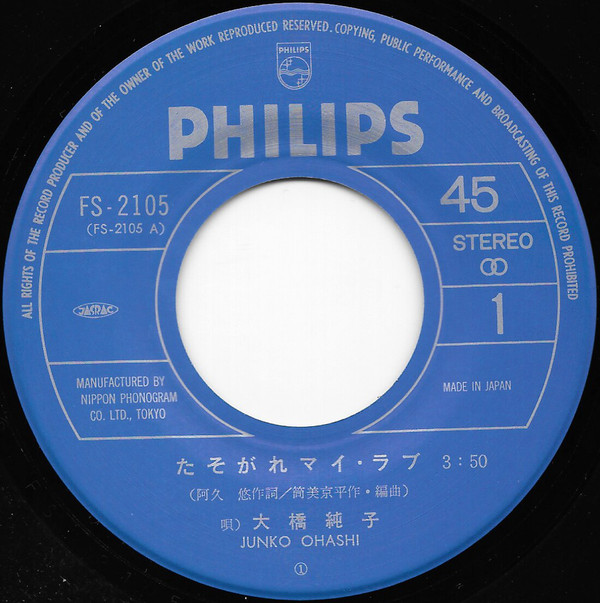 ALL RIGHTS OF THE RECORD PRODUCER AND OF THE OWNER OF THE WORK REPRODUCED RESERVED. COPYING, PUBLIC PERFORMANCE AND BROADCASTING OF THIS RECORD PROHIBITED
PHILIPS
PHILIPS
FS-2105
(FS-2105 A)
45
STEREO
1
JASRAC
MANUFACTURED BY
NIPPON PHONOGRAM
CO. LTD., TOKYO
MADE IN JAPAN
たそがれマイ・ラブ 3:50
(阿久 悠作詞/筒美京平作・編曲)
唄) 大橋純子
JUNKO OHASHI
①